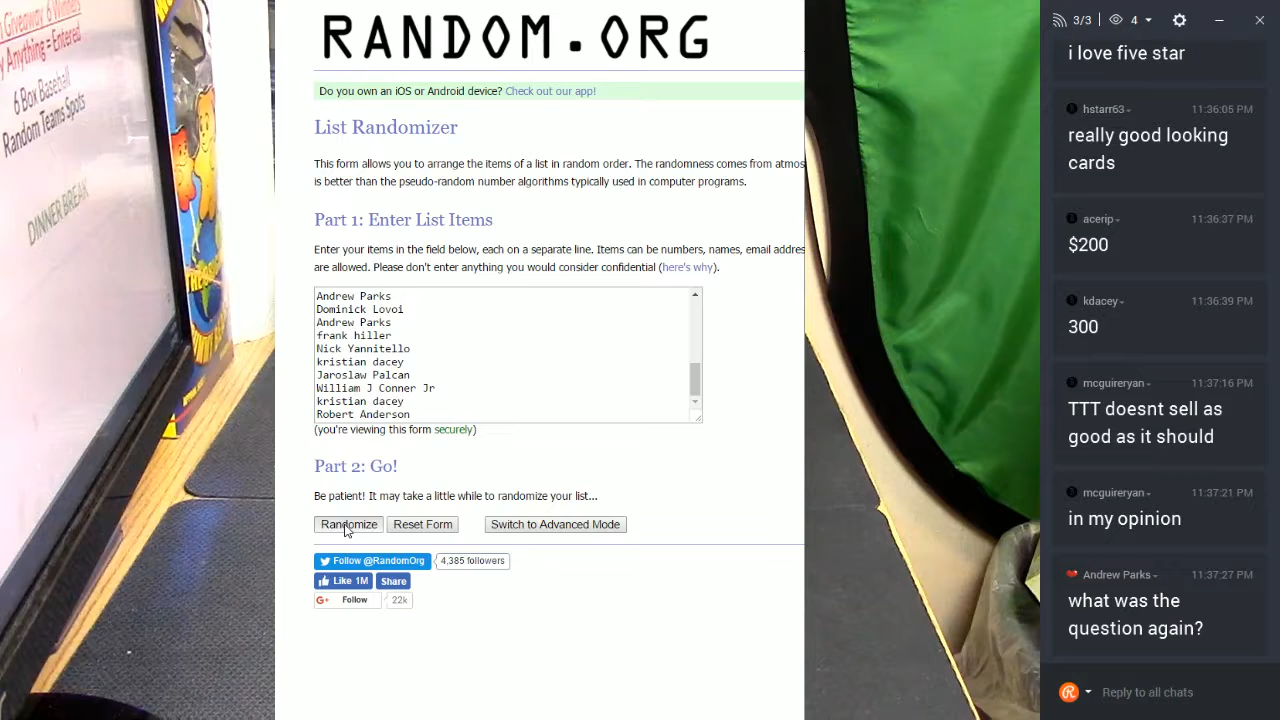 Giveaway 6 Winners
Anything = Entered
6 Box Baseball
Random Teams Spots
DINNER BREAK
RANDOM.ORG
Do you own an iOS or Android device? Check out our app!
List Randomizer
This form allows you to arrange the items of a list in random order. The randomness comes from atmos
is better than the pseudo-random number algorithms typically used in computer programs.
Part 1: Enter List Items
Enter your items in the field below, each on a separate line. Items can be numbers, names, email addres
are allowed. Please don't enter anything you would consider confidential (here's why).
Andrew Parks
Dominick Lovoi
Andrew Parks
frank hiller
Nick Yannitello
kristian dacey
Jaroslaw Palcan
William J Conner Jr
kristian dacey
Robert Anderson
(you're viewing this form securely)
Part 2: Go!
Be patient! It may take a little while to randomize your list...
Randomize Reset Form Switch to Advanced Mode
Follow @RandomOrg 4,385 followers
Like 1M Share
G+ Follow 22k
3/3 4
i love five star
hstarr63 11:36:05 PM
really good looking
cards
acerip 11:36:37 PM
$200
kdacey 11:36:39 PM
300
mcguireryan 11:37:16 PM
TTT doesnt sell as
good as it should
mcguireryan 11:37:21 PM
in my opinion
Andrew Parks 11:37:27 PM
what was the
question again?
Reply to all chats